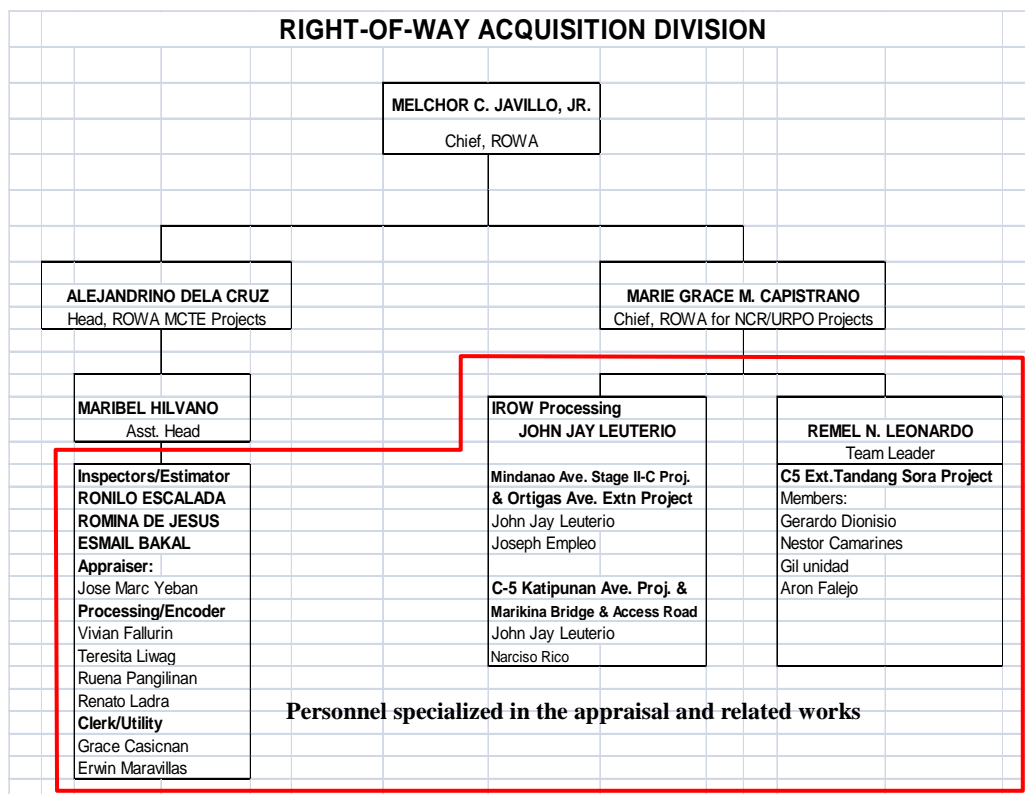 RIGHT-OF-WAY ACQUISITION DIVISION
MELCHOR C. JAVILLO, JR.
Chief, ROWA
ALEJANDRINO DELA CRUZ
Head, ROWA MCTE Projects
MARIE GRACE M. CAPISTRANO
Chief, ROWA for NCR/URPO Projects
MARIBEL HILVANO
Asst. Head
Inspectors/Estimator
RONILO ESCALADA
ROMINA DE JESUS
ESMAIL BAKAL
Appraiser:
Jose Marc Yeban
Processing/Encoder
Vivian Fallurin
Teresita Liwag
Ruena Pangilinan
Renato Ladra
Clerk/Utility
Grace Casicnan
Erwin Maravillas
IROW Processing
JOHN JAY LEUTERIO
Mindanao Ave. Stage II-C Proj.
& Ortigas Ave. Extn Project
John Jay Leuterio
Joseph Empleo
C-5 Katipunan Ave. Proj. &
Marikina Bridge & Access Road
John Jay Leuterio
Narciso Rico
REMEL N. LEONARDO
Team Leader
C5 Ext.Tandang Sora Project
Members:
Gerardo Dionisio
Nestor Camarines
Gil unidad
Aron Falejo
Personnel specialized in the appraisal and related works